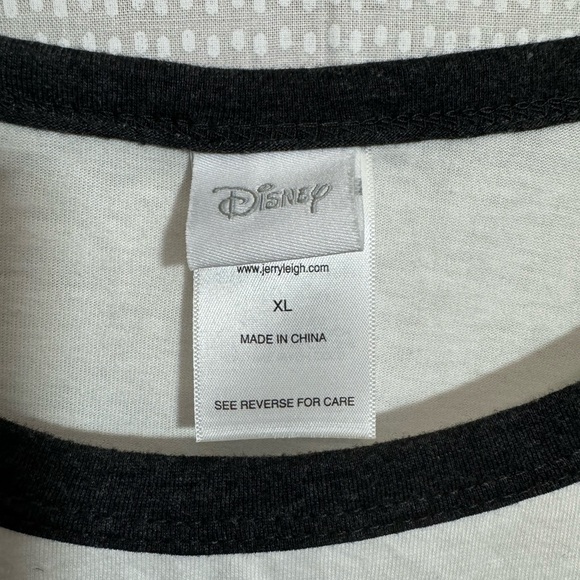 Disney
www.jerryleigh.com
XL
MADE IN CHINA
SEE REVERSE FOR CARE